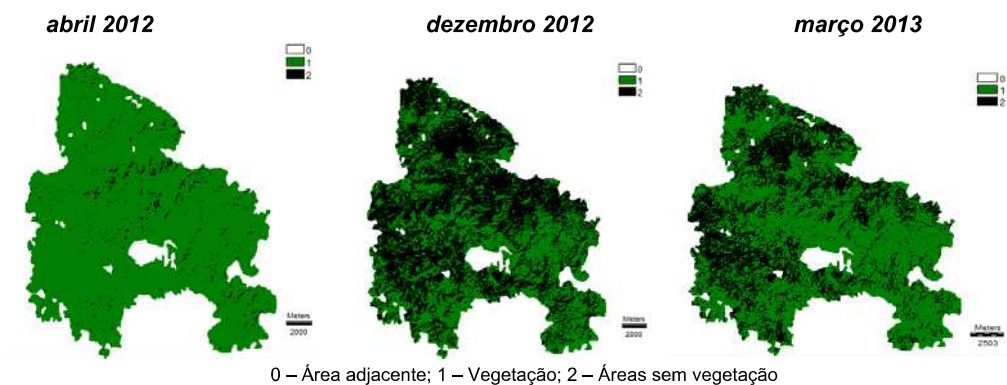 abril 2012
dezembro 2012
março 2013
0
1
2
0
1
2
0
1
2
Meters
2000
Meters
2000
Meters
2503
0 – Área adjacente; 1 – Vegetação; 2 – Áreas sem vegetação